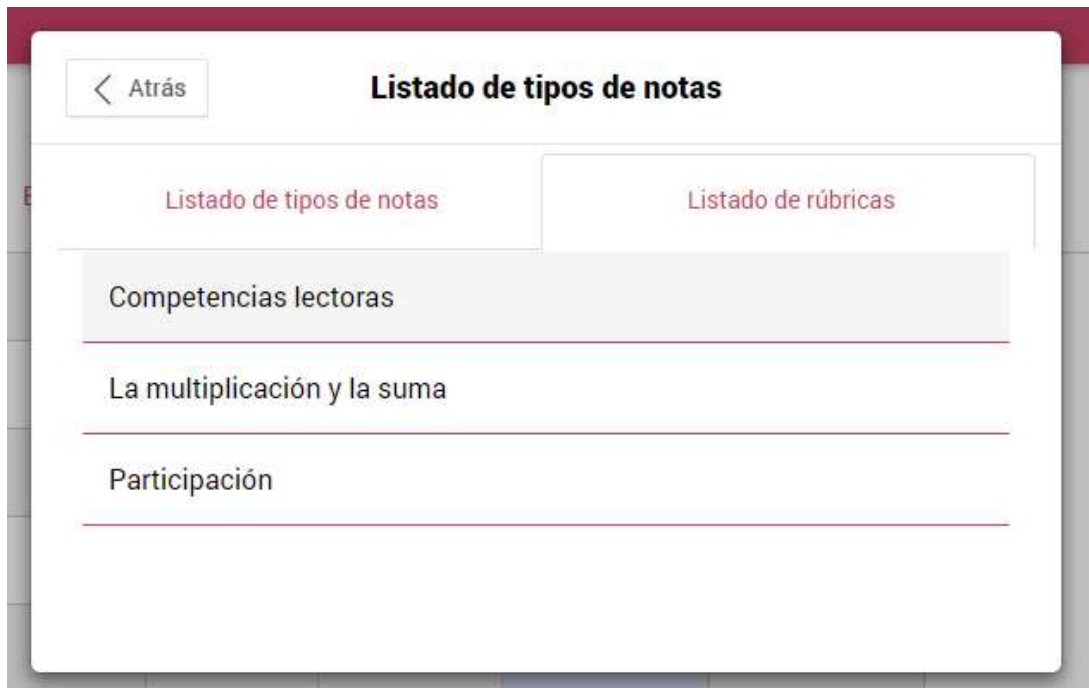 Atrás
Listado de tipos de notas
Listado de tipos de notas
Listado de rúbricas
Competencias lectoras
La multiplicación y la suma
Participación